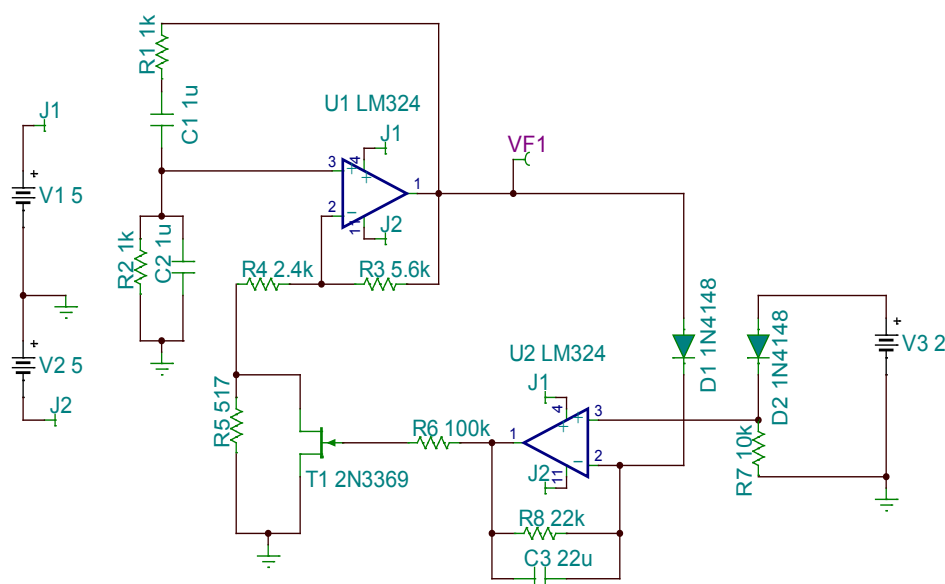 R1 1k
C1 1u
J1
V1 5
V2 5
J2
R2 1k
C2 1u
U1 LM324
J1
J2
3
2
4
11
1
+
+
−
VF1
R4 2.4k
R3 5.6k
R5 517
T1 2N3369
R6 100k
U2 LM324
J1
J2
1
4
11
3
2
+
+
−
R8 22k
C3 22u
D1 1N4148
D2 1N4148
R7 10k
V3 2
+
+
+